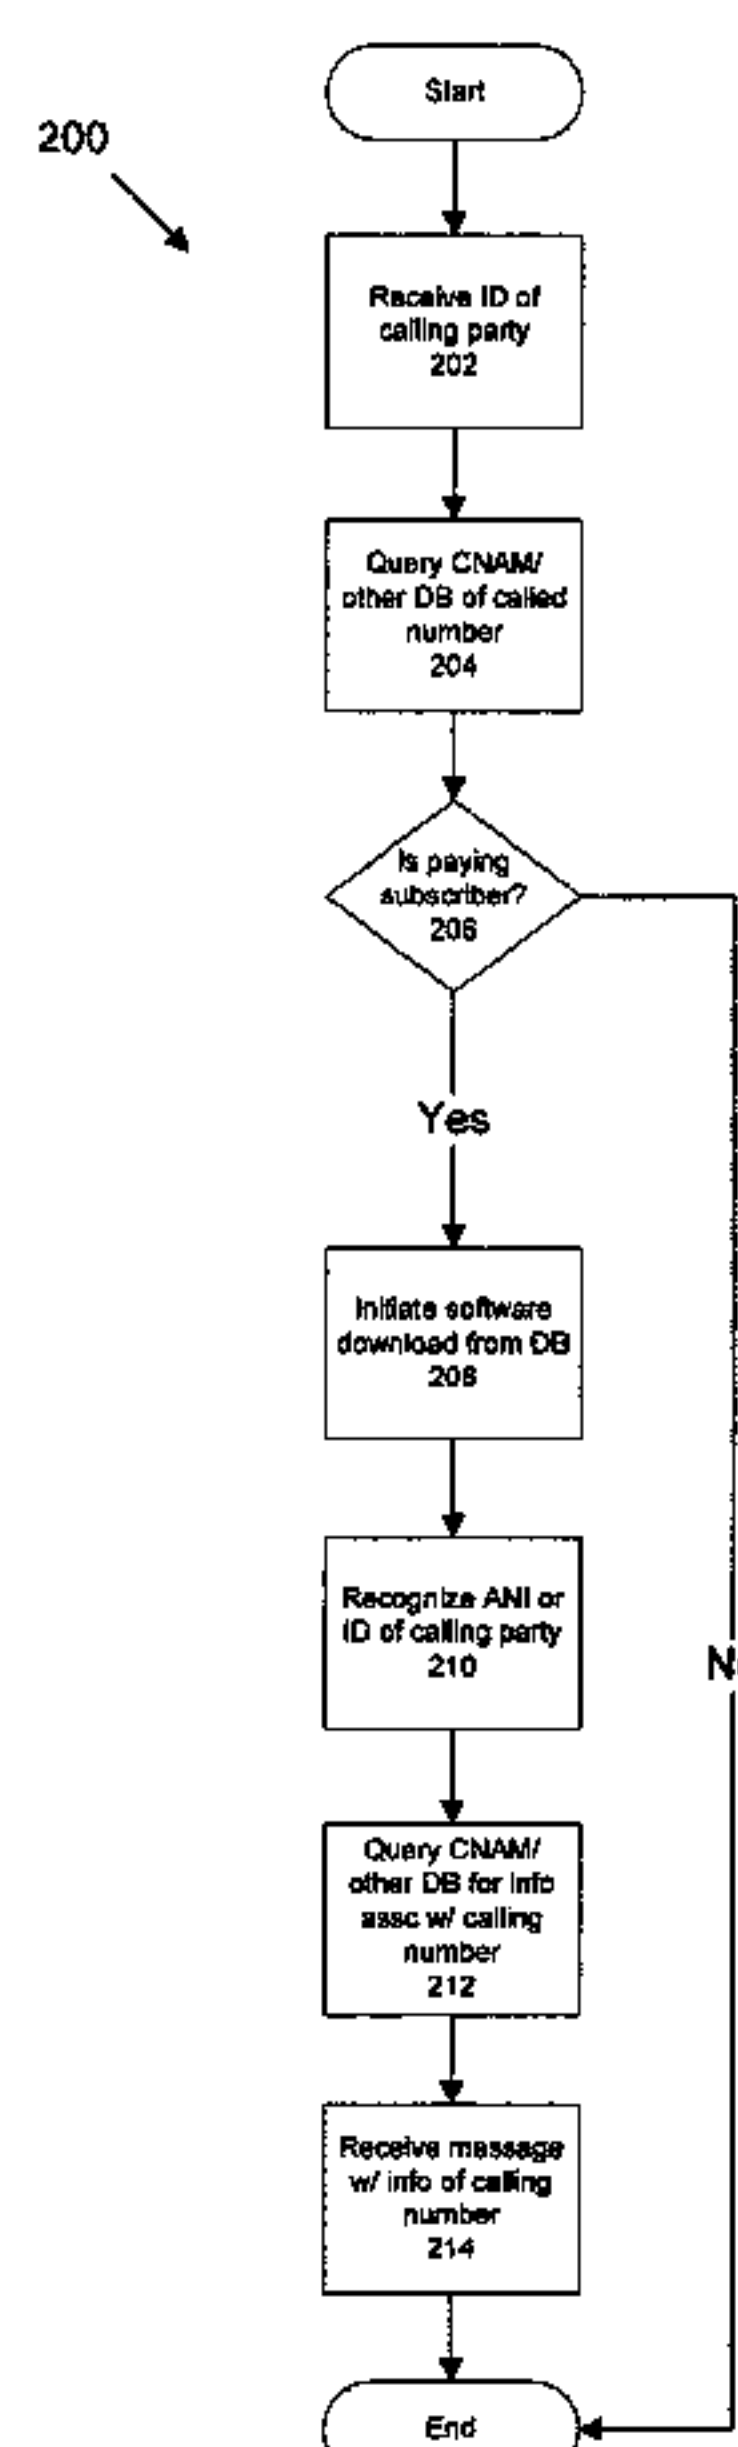 Start
200
Receive ID of
calling party
202
Query CNAM/
other DB of called
number
204
Is paying
subscriber?
206
Yes
Initiate software
download from DB
208
Recognize ANI or
ID of calling party
210
N
Query CNAM/
other DB for info
assc w/ calling
number
212
Receive message
w/ info of calling
number
214
End